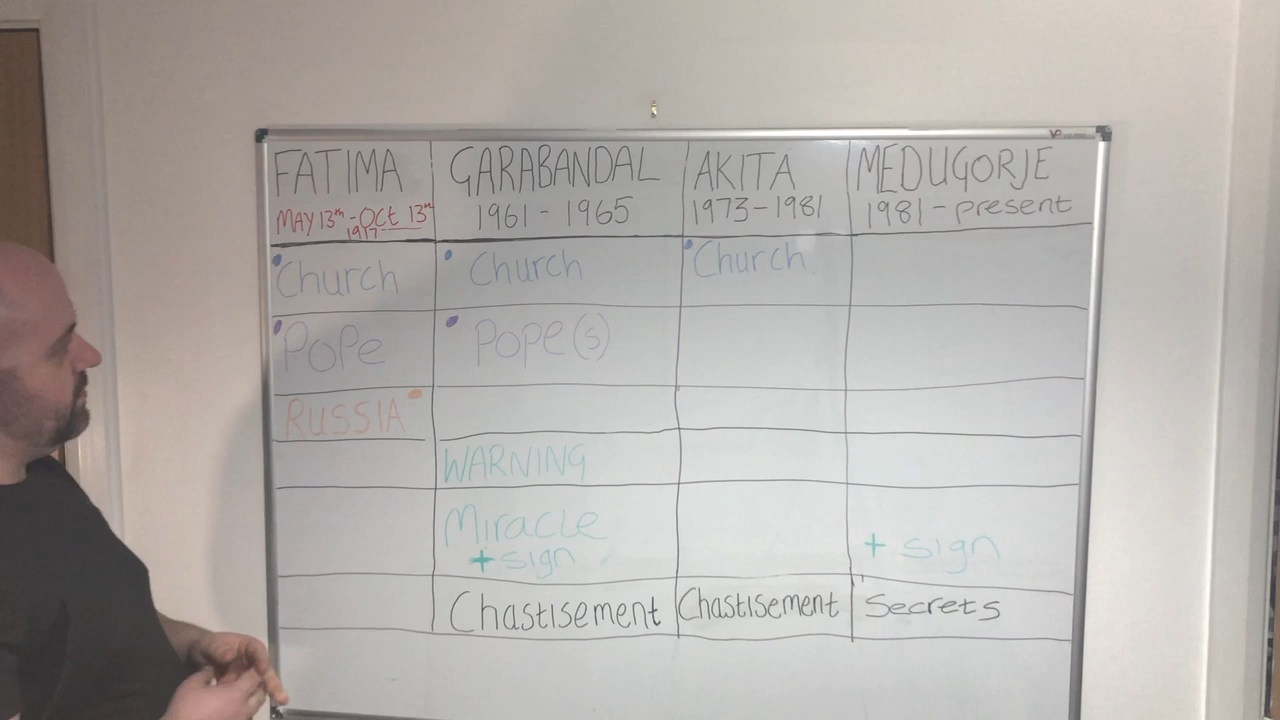 FATIMA
MAY 13th - OCT 13th
1917
GARABANDAL
1961 - 1965
AKITA
1973 - 1981
MEDUGORJE
1981 - present
Church
Church
Church
Pope
Pope(s)
RUSSIA
WARNING
Miracle
+ sign
+ sign
Chastisement
Chastisement
Secrets